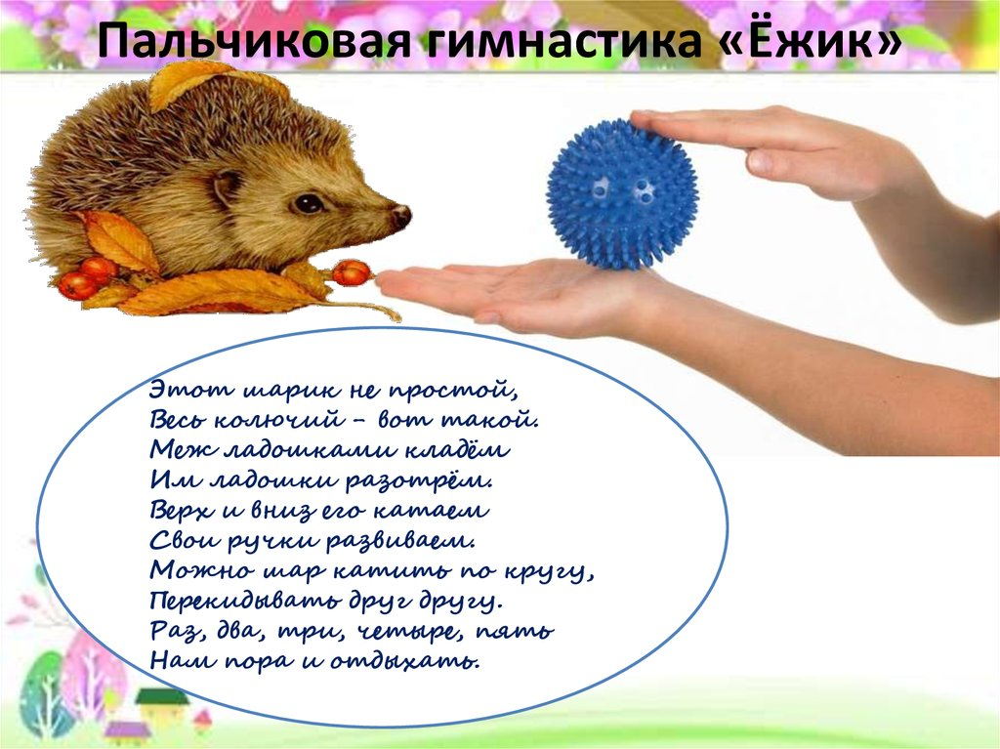 Пальчиковая гимнастика «Ёжик»
Этот шарик не простой,
Весь колючий - вот такой.
Меж ладошками кладём
Им ладошки разотрём.
Верх и вниз его катаем
Свои ручки развиваем.
Можно шар катить по кругу,
Перекидывать друг другу.
Раз, два, три, четыре, пять
Нам пора и отдыхать.